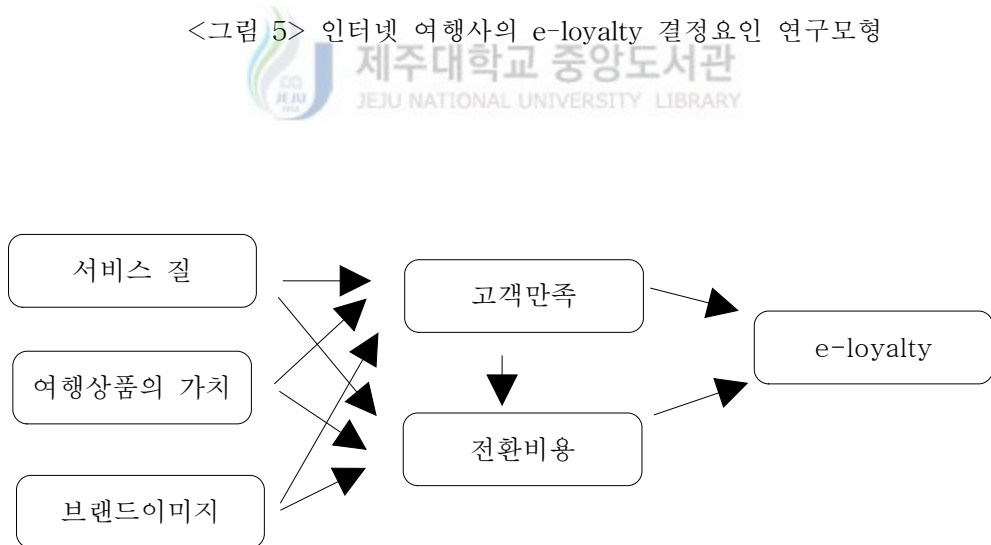 <그림 5> 인터넷 여행사의 e-loyalty 결정요인 연구모형
제주대학교 중앙도서관
JEJU NATIONAL UNIVERSITY LIBRARY
JEJU
1952
서비스 질
고객만족
e-loyalty
여행상품의 가치
전환비용
브랜드이미지